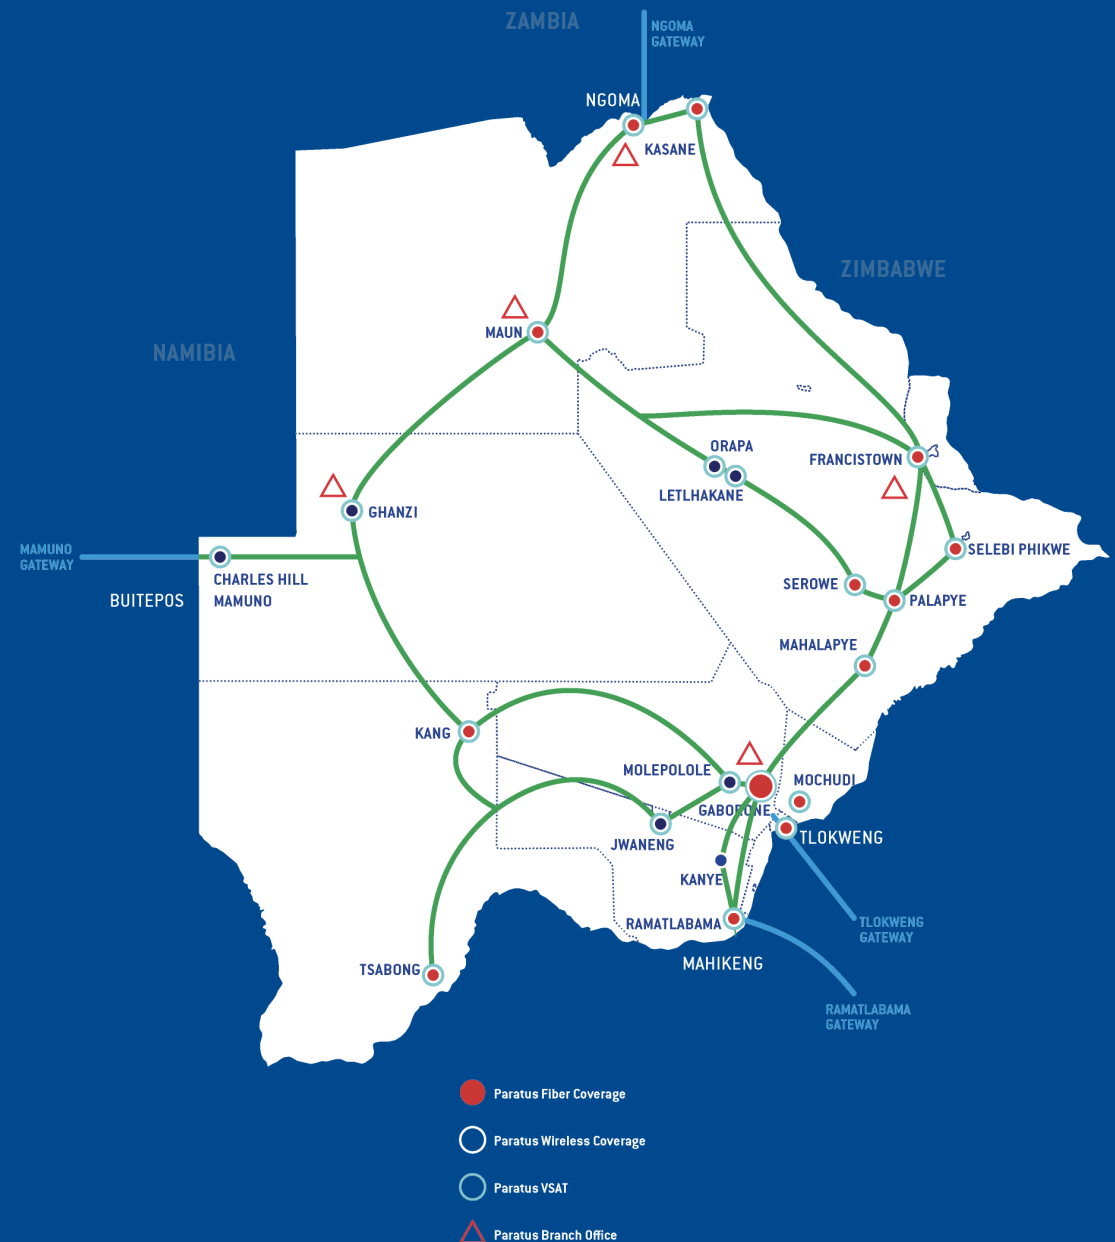 ZAMBIA
NGOMA
GATEWAY
NGOMA
KASANE
ZIMBABWE
MAUN
NAMIBIA
ORAPA
FRANCISTOWN
LETLHAKANE
GHANZI
MAMUNO
GATEWAY
SELEBI PHIKWE
CHARLES HILL
MAMUNO
SEROWE
BUITEPOS
PALAPYE
MAHALAPYE
KANG
MOLEPOLOLE
MOCHUDI
GABORONE
TLOKWENG
JWANENG
KANYE
RAMATLABAMA
TLOKWENG
GATEWAY
MAHIKENG
TSABONG
RAMATLABAMA
GATEWAY
Paratus Fiber Coverage
Paratus Wireless Coverage
Paratus VSAT
Paratus Branch Office